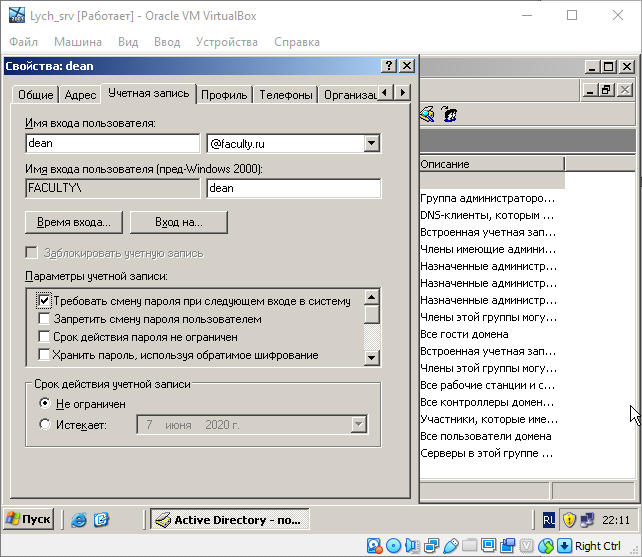 Lych_srv [Работает] - Oracle VM VirtualBox
Файл Машина Вид Ввод Устройства Справка
Свойства: dean
Общие Адрес Учетная запись Профиль Телефоны Организац
Имя входа пользователя:
dean @faculty.ru
Имя входа пользователя (пред-Windows 2000):
FACULTY\ dean
Время входа... Вход на...
Заблокировать учетную запись
Параметры учетной записи:
Требовать смену пароля при следующем входе в систему
Запретить смену пароля пользователем
Срок действия пароля не ограничен
Хранить пароль, используя обратимое шифрование
Срок действия учетной записи
Не ограничен
Истекает: 7 июня 2020 г.
Описание
Группа администраторо...
DNS-клиенты, которым ...
Встроенная учетная зап...
Члены имеющие админи...
Назначенные администр...
Назначенные администр...
Назначенные администр...
Члены этой группы могу...
Все гости домена
Встроенная учетная зап...
Члены этой группы могу...
Все рабочие станции и с...
Все контроллеры домен...
Участники, которые име...
Все пользователи домена
Серверы в этой группе ...
Пуск Active Directory - по... RU 22:11
Right Ctrl